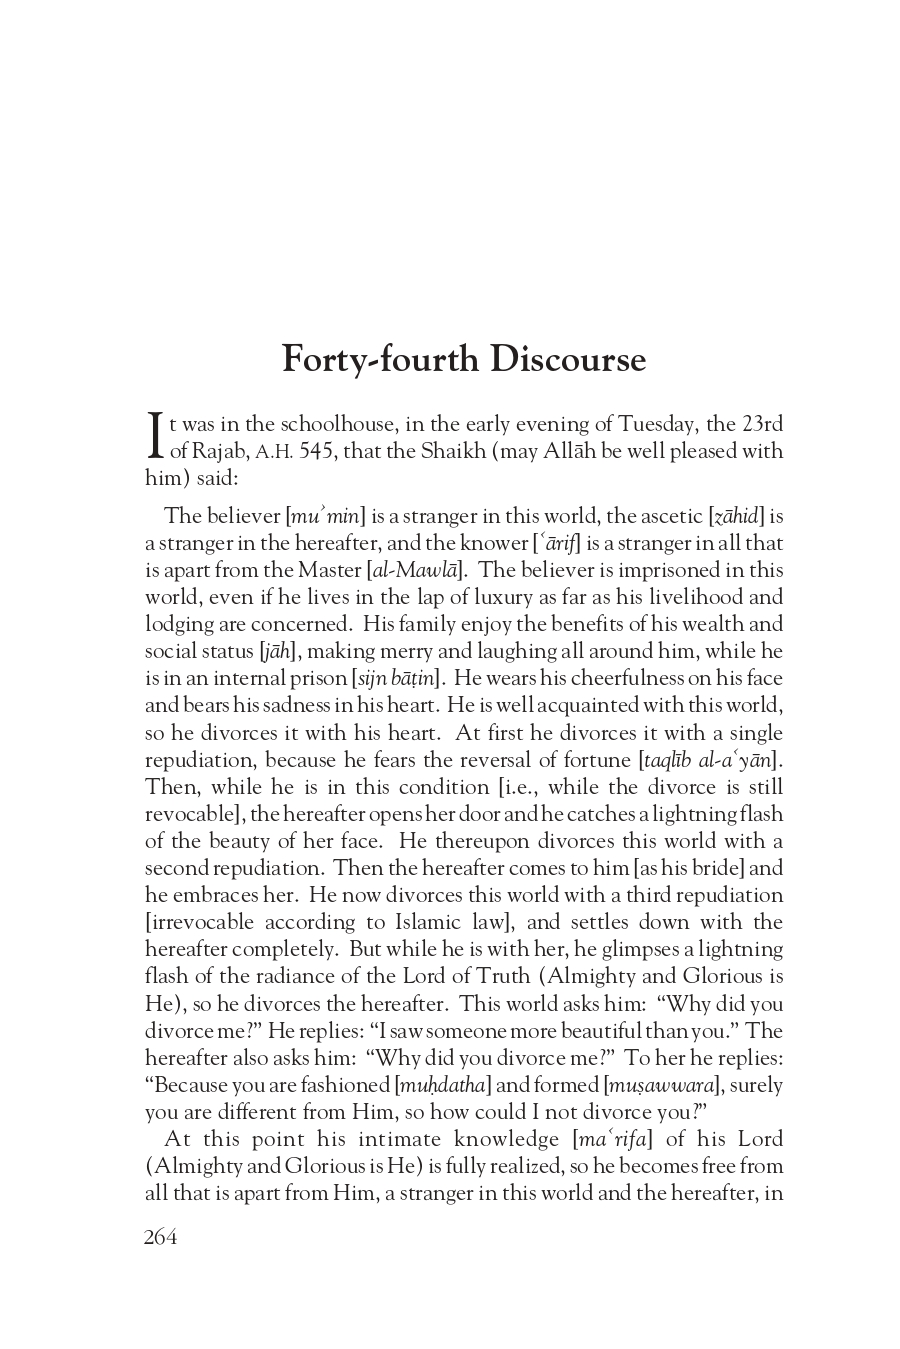 Forty-fourth Discourse
It was in the schoolhouse, in the early evening of Tuesday, the 23rd
of Rajab, A.H. 545, that the Shaikh (may Allāh be well pleased with
him) said:
The believer [muʾmin] is a stranger in this world, the ascetic [zāhid] is
a stranger in the hereafter, and the knower [ʿārif] is a stranger in all that
is apart from the Master [al-Mawlā]. The believer is imprisoned in this
world, even if he lives in the lap of luxury as far as his livelihood and
lodging are concerned. His family enjoy the benefits of his wealth and
social status [jāh], making merry and laughing all around him, while he
is in an internal prison [sijn bāṭin]. He wears his cheerfulness on his face
and bears his sadness in his heart. He is well acquainted with this world,
so he divorces it with his heart. At first he divorces it with a single
repudiation, because he fears the reversal of fortune [taqlīb al-aʿyān].
Then, while he is in this condition [i.e., while the divorce is still
revocable], the hereafter opens her door and he catches a lightning flash
of the beauty of her face. He thereupon divorces this world with a
second repudiation. Then the hereafter comes to him [as his bride] and
he embraces her. He now divorces this world with a third repudiation
[irrevocable according to Islamic law], and settles down with the
hereafter completely. But while he is with her, he glimpses a lightning
flash of the radiance of the Lord of Truth (Almighty and Glorious is
He), so he divorces the hereafter. This world asks him: “Why did you
divorce me?” He replies: “I saw someone more beautiful than you.” The
hereafter also asks him: “Why did you divorce me?” To her he replies:
“Because you are fashioned [muḥdatha] and formed [muṣawwara], surely
you are different from Him, so how could I not divorce you?”
At this point his intimate knowledge [maʿrifa] of his Lord
(Almighty and Glorious is He) is fully realized, so he becomes free from
all that is apart from Him, a stranger in this world and the hereafter, in
264